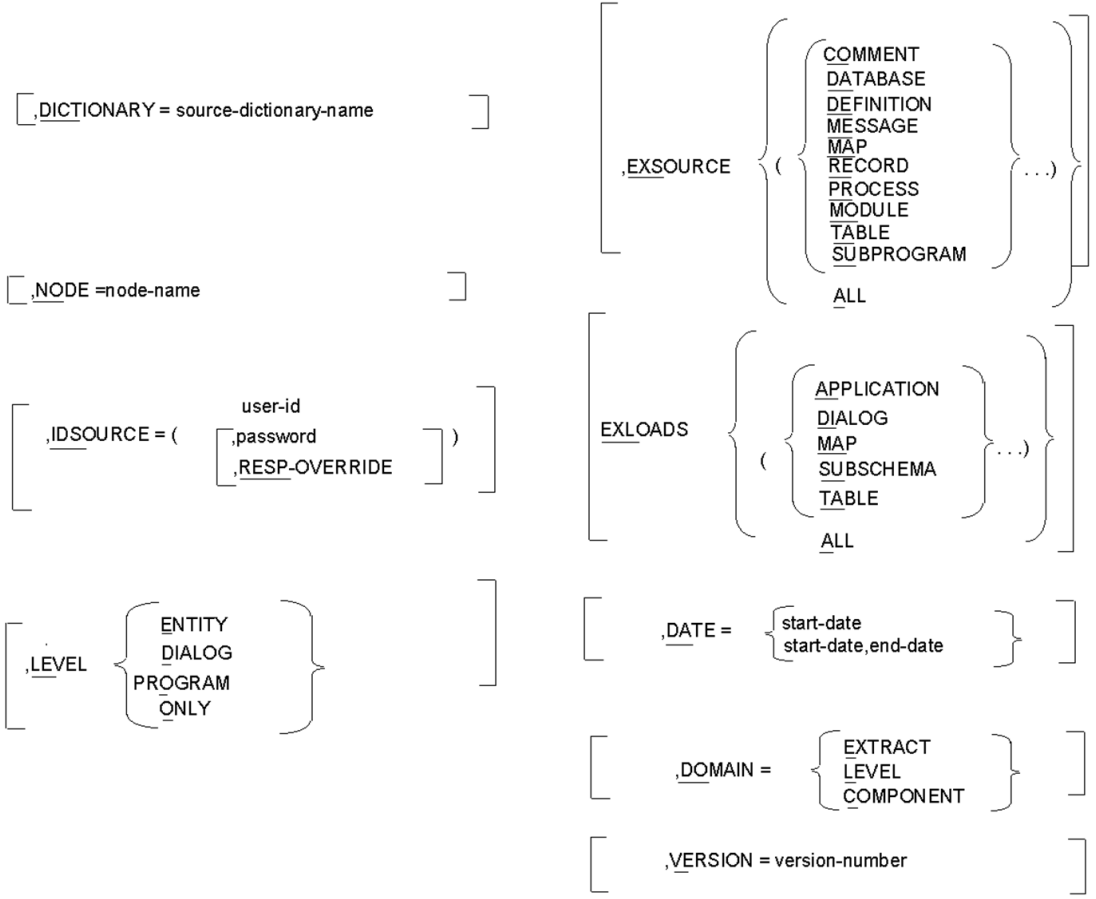 ,DICTIONARY = source-dictionary-name
,NODE =node-name
,IDSOURCE = (
user-id
,password
,RESP-OVERRIDE
)
,LEVEL
ENTITY
DIALOG
PROGRAM
ONLY
,EXSOURCE
(
COMMENT
DATABASE
DEFINITION
MESSAGE
MAP
RECORD
PROCESS
MODULE
TABLE
SUBPROGRAM
...)
ALL
EXLOADS
(
APPLICATION
DIALOG
MAP
SUBSCHEMA
TABLE
...)
ALL
,DATE =
start-date
start-date,end-date
,DOMAIN =
EXTRACT
LEVEL
COMPONENT
,VERSION = version-number